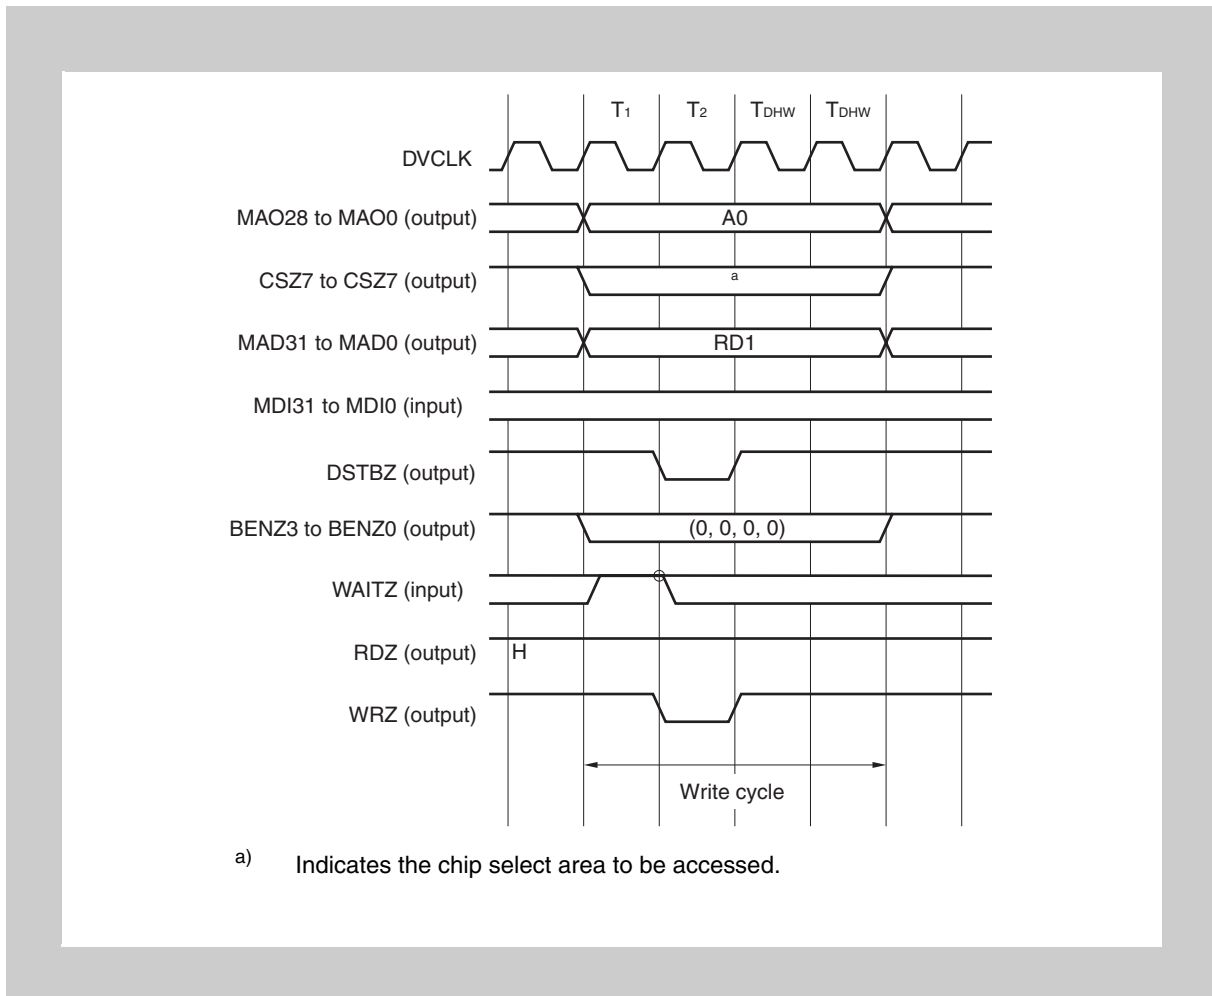 T1 T2 TDHW TDHW
DVCLK
MAO28 to MAO0 (output) A0
CSZ7 to CSZ7 (output) a
MAD31 to MAD0 (output) RD1
MDI31 to MDI0 (input)
DSTBZ (output)
BENZ3 to BENZ0 (output) (0, 0, 0, 0)
WAITZ (input)
RDZ (output) H
WRZ (output)
Write cycle
a) Indicates the chip select area to be accessed.